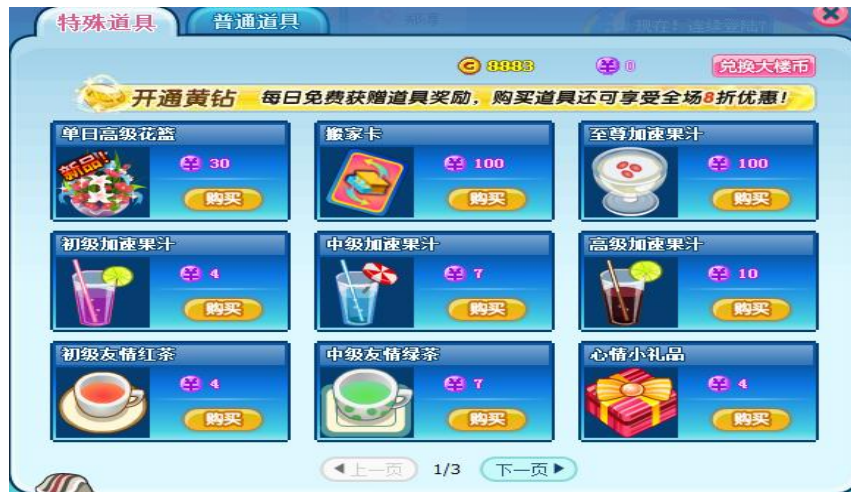 特殊道具
普通道具
8883
0
兑换大楼币
开通黄钻 每日免费获赠道具奖励,购买道具还可享受全场8折优惠!
单日高级花篮
搬家卡
至尊加速果汁
新品!
30
100
100
购买
购买
购买
初级加速果汁
中级加速果汁
高级加速果汁
4
7
10
购买
购买
购买
初级友情红茶
中级友情绿茶
心情小礼品
4
7
4
购买
购买
购买
上一页
1/3
下一页